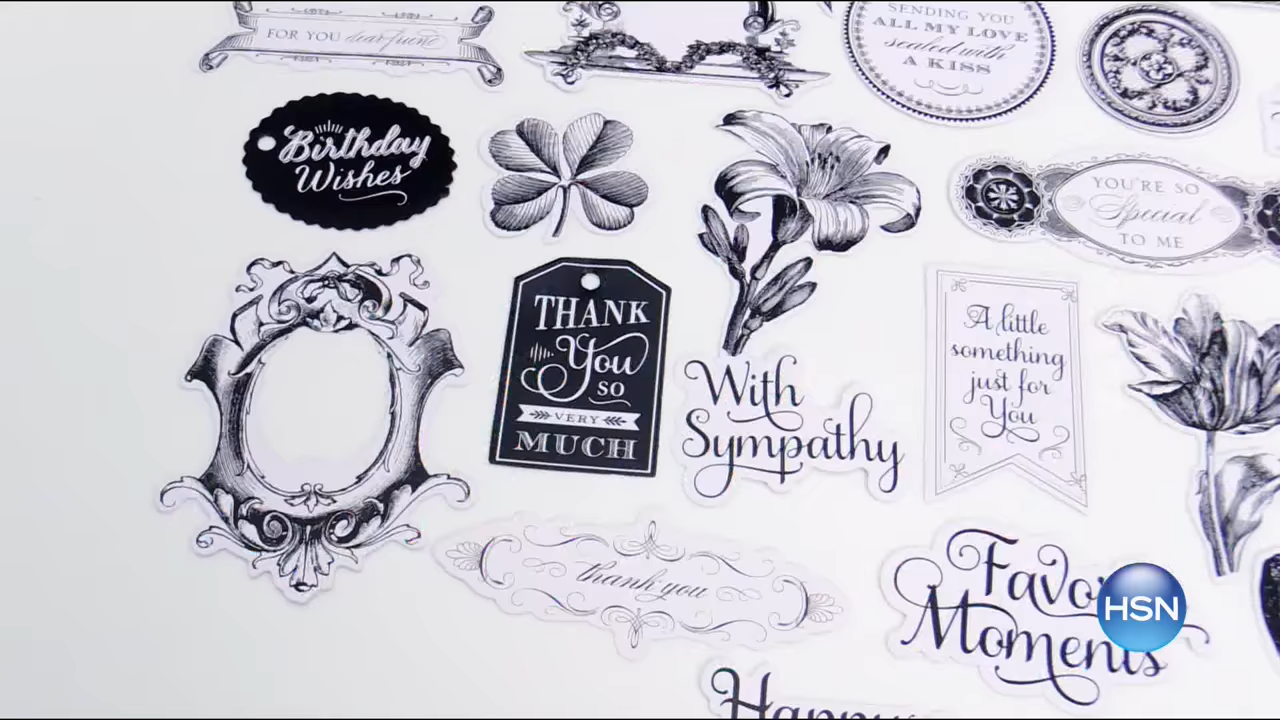 FOR YOU dear friend
SENDING YOU
ALL MY LOVE
sealed with
A KISS
Birthday
Wishes
YOU'RE SO
Special
TO ME
THANK
You
SO
VERY
MUCH
With
Sympathy
A little
something
just for
You
thank you
Favo
Moments
HSN
Happy